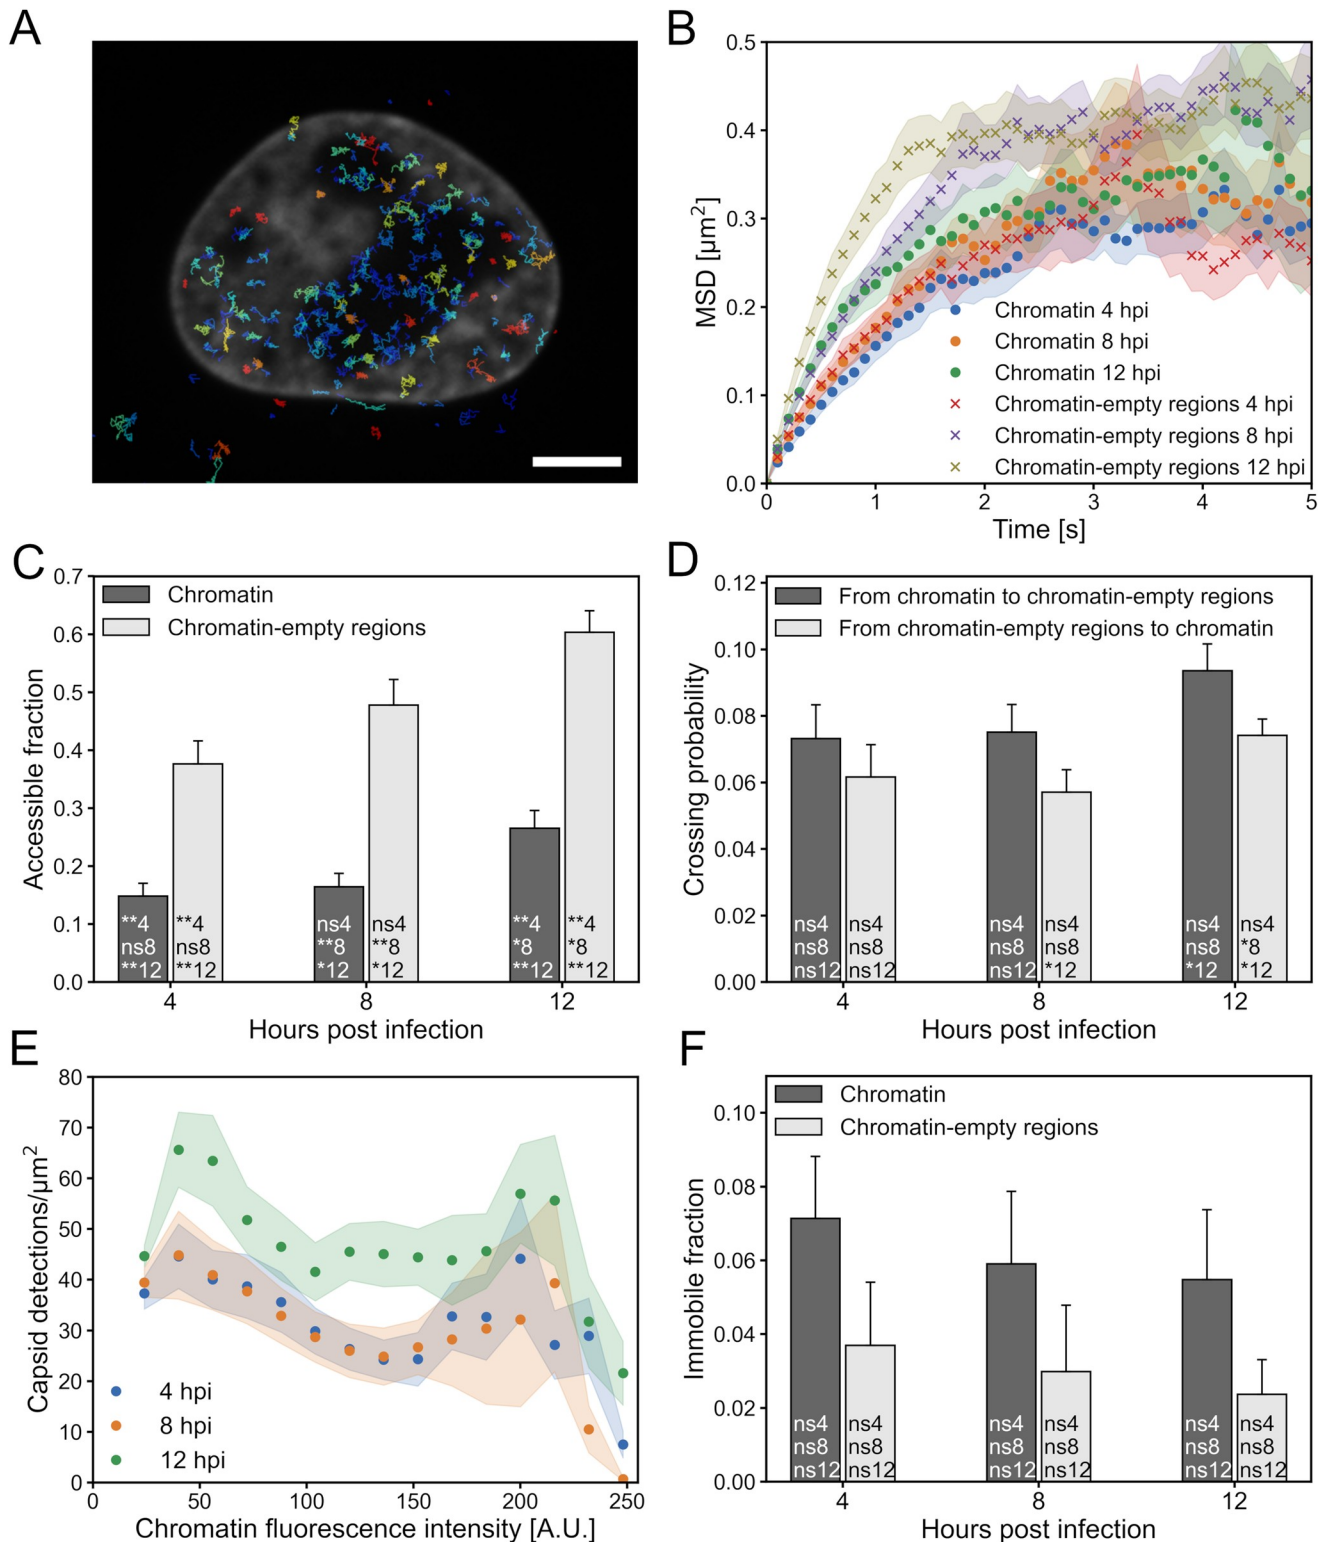 A
B
0.5
0.4
0.3
0.2
0.1
0.0
MSD [µm²]
Chromatin 4 hpi
Chromatin 8 hpi
Chromatin 12 hpi
Chromatin-empty regions 4 hpi
Chromatin-empty regions 8 hpi
Chromatin-empty regions 12 hpi
0 1 2 3 4 5
Time [s]
C
0.7
0.6
0.5
0.4
0.3
0.2
0.1
0.0
Accessible fraction
Chromatin
Chromatin-empty regions
**4 **4 ns4 ns4 **4 **4
ns8 ns8 **8 **8 *8 *8
**12 **12 *12 *12 **12 **12
4 8 12
Hours post infection
D
0.12
0.10
0.08
0.06
0.04
0.02
0.00
Crossing probability
From chromatin to chromatin-empty regions
From chromatin-empty regions to chromatin
ns4 ns4 ns4 ns4 ns4 ns4
ns8 ns8 ns8 ns8 ns8 *8
ns12 ns12 ns12 *12 *12 *12
4 8 12
Hours post infection
E
80
70
60
50
40
30
20
10
0
Capsid detections/µm²
4 hpi
8 hpi
12 hpi
0 50 100 150 200 250
Chromatin fluorescence intensity [A.U.]
F
0.10
0.08
0.06
0.04
0.02
0.00
Immobile fraction
Chromatin
Chromatin-empty regions
ns4 ns4 ns4 ns4 ns4 ns4
ns8 ns8 ns8 ns8 ns8 ns8
ns12 ns12 ns12 ns12 ns12 ns12
4 8 12
Hours post infection